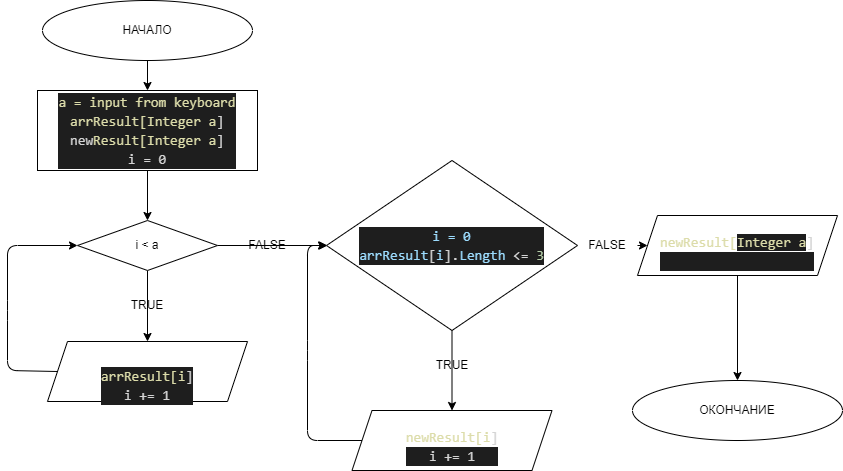 НАЧАЛО
a = input from keyboard
arrResult[Integer a]
newResult[Integer a]
i = 0
i < a
FALSE
TRUE
arrResult[i]
i += 1
i = 0
arrResult[i].Length <= 3
FALSE
TRUE
newResult[i]
i += 1
newResult[Integer a]
ОКОНЧАНИЕ